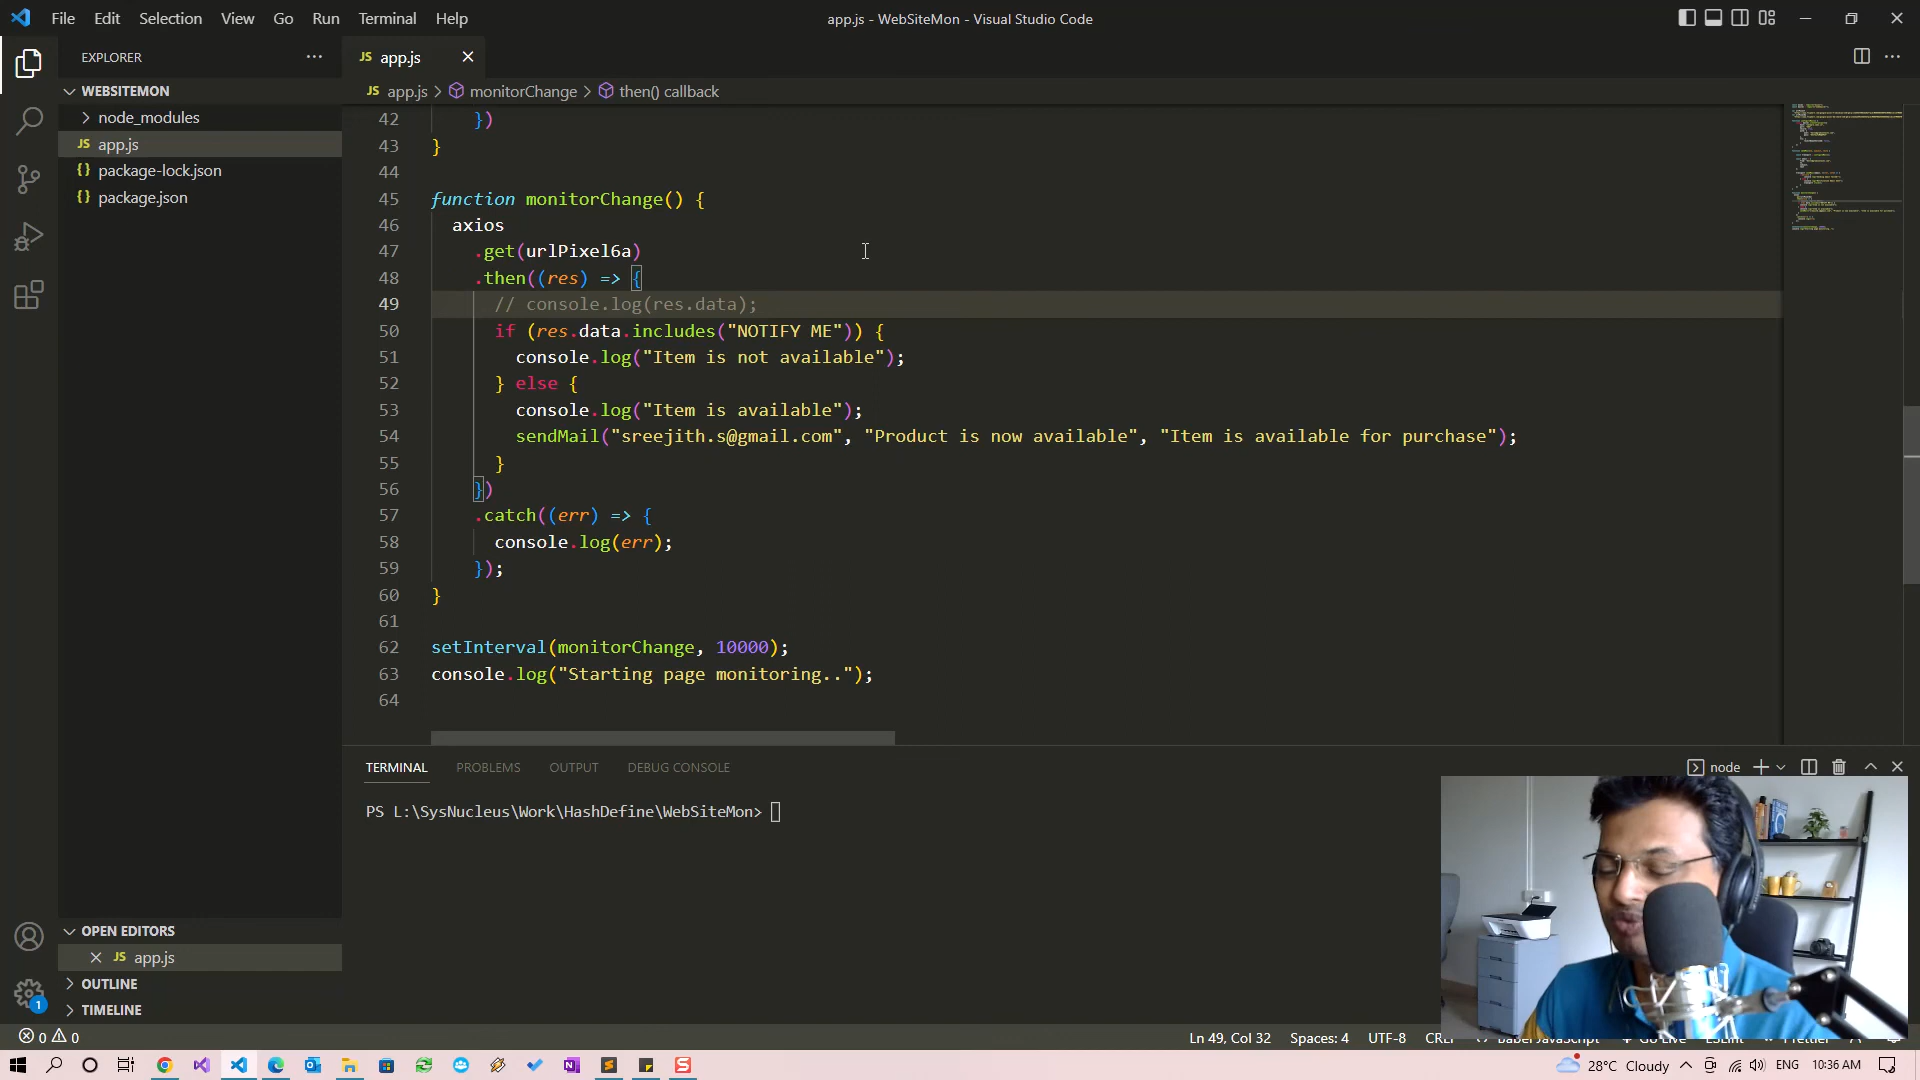 File Edit Selection View Go Run Terminal Help
app.js - WebSiteMon - Visual Studio Code
EXPLORER
JS app.js
WEBSITEMON
JS app.js > monitorChange > then() callback
node_modules
JS app.js
{} package-lock.json
{} package.json
42 })
43 }
44
45 function monitorChange() {
46 axios
47 .get(urlPixel6a)
48 .then((res) => {
49 // console.log(res.data);
50 if (res.data.includes("NOTIFY ME")) {
51 console.log("Item is not available");
52 } else {
53 console.log("Item is available");
54 sendMail("sreejith.s@gmail.com", "Product is now available", "Item is available for purchase");
55 }
56 })
57 .catch((err) => {
58 console.log(err);
59 });
60 }
61
62 setInterval(monitorChange, 10000);
63 console.log("Starting page monitoring..");
64
TERMINAL PROBLEMS OUTPUT DEBUG CONSOLE
node
PS L:\SysNucleus\Work\HashDefine\WebSiteMon>
OPEN EDITORS
JS app.js
OUTLINE
1
TIMELINE
0 0
Ln 49, Col 32 Spaces: 4 UTF-8
28°C Cloudy ENG 10:36 AM